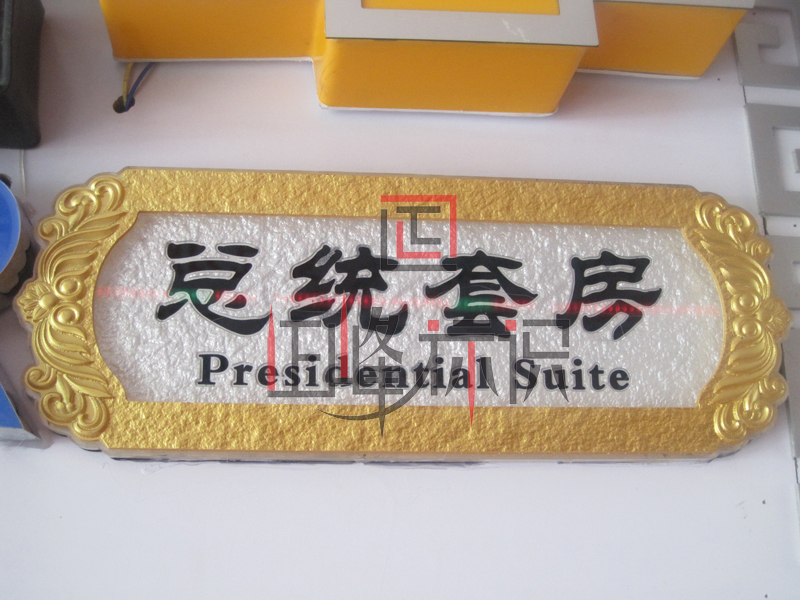 总统套房
Presidential Suite